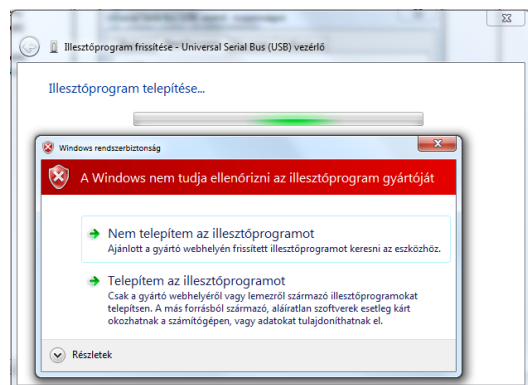 Illesztőprogram frissítése - Universal Serial Bus (USB) vezérlő
Illesztőprogram telepítése...
Windows rendszerbiztonság
A Windows nem tudja ellenőrizni az illesztőprogram gyártóját
Nem telepítem az illesztőprogramot
Ajánlott a gyártó webhelyén frissített illesztőprogramot keresni az eszközhöz.
Telepítem az illesztőprogramot
Csak a gyártó webhelyéről vagy lemezről származó illesztőprogramokat
telepítsen. A más forrásból származó, aláíratlan szoftverek esetleg kárt
okozhatnak a számítógépen, vagy adatokat tulajdoníthatnak el.
Részletek